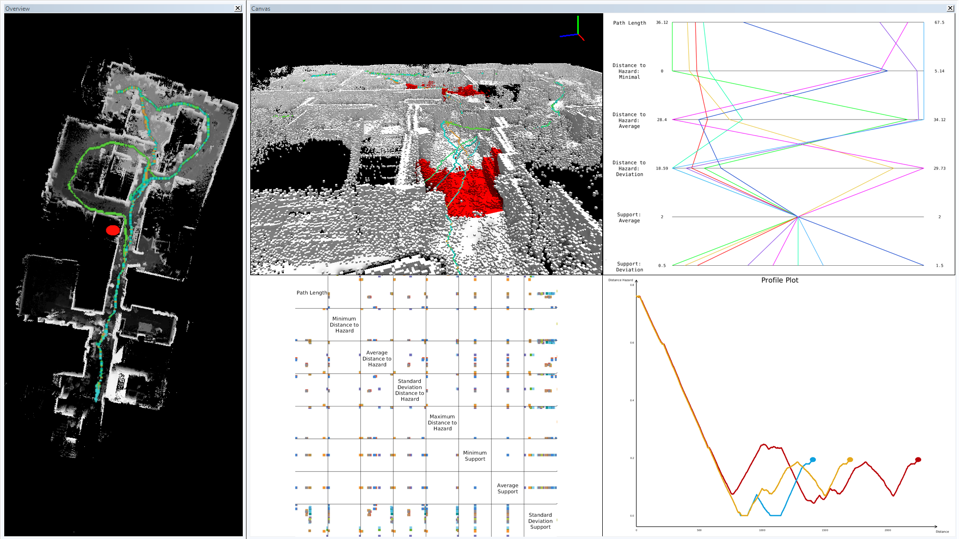 Overview
Canvas
Path Length
36.12
67.5
Distance to
Hazard:
Minimal
0
5.14
Distance to
Hazard:
Average
28.4
34.12
Distance to
Hazard:
Deviation
18.59
29.73
Support:
Average
2
2
Support:
Deviation
0.5
1.5
Path Length
Minimum
Distance to
Hazard
Average
Distance to
Hazard
Standard
Deviation
Distance to
Hazard
Maximum
Distance to
Hazard
Minimum
Support
Average
Support
Standard
Deviation
Support
Profile Plot
Distance